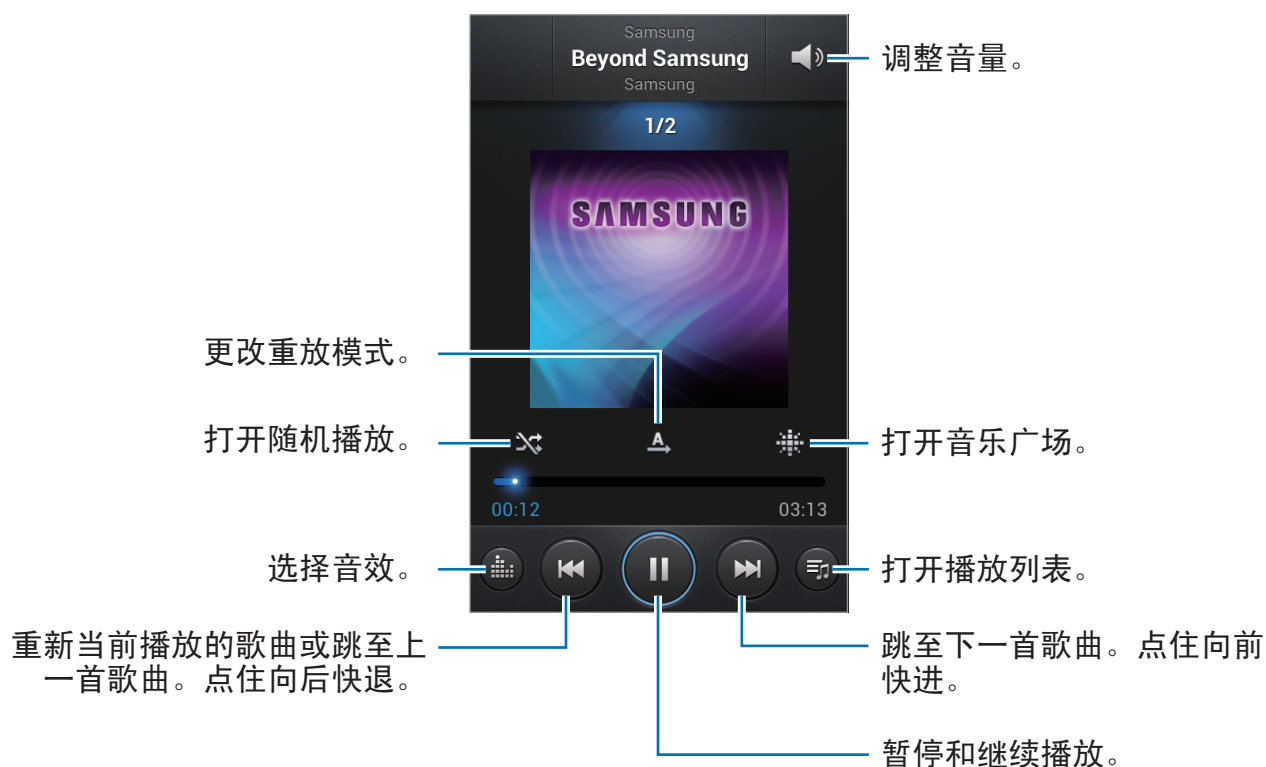 Samsung
Beyond Samsung
Samsung
调整音量。
1/2
SAMSUNG
更改重放模式。
打开随机播放。
A
打开音乐广场。
00:12
03:13
选择音效。
打开播放列表。
重新当前播放的歌曲或跳至上
一首歌曲。点住向后快退。
跳至下一首歌曲。点住向前
快进。
暂停和继续播放。